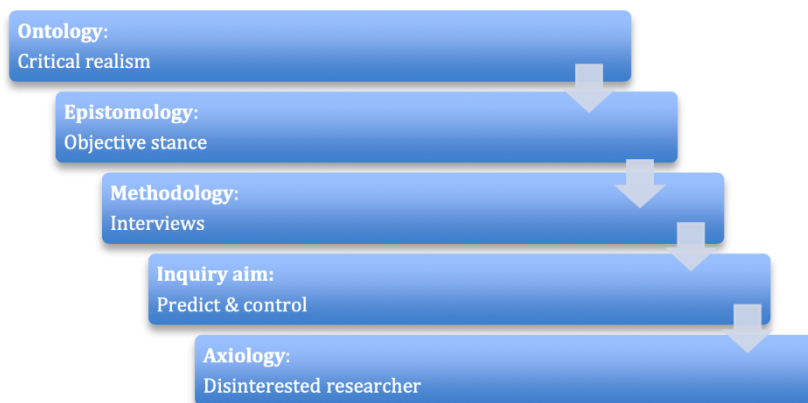 Ontology:
Critical realism
Epistomology:
Objective stance
Methodology:
Interviews
Inquiry aim:
Predict & control
Axiology:
Disinterested researcher